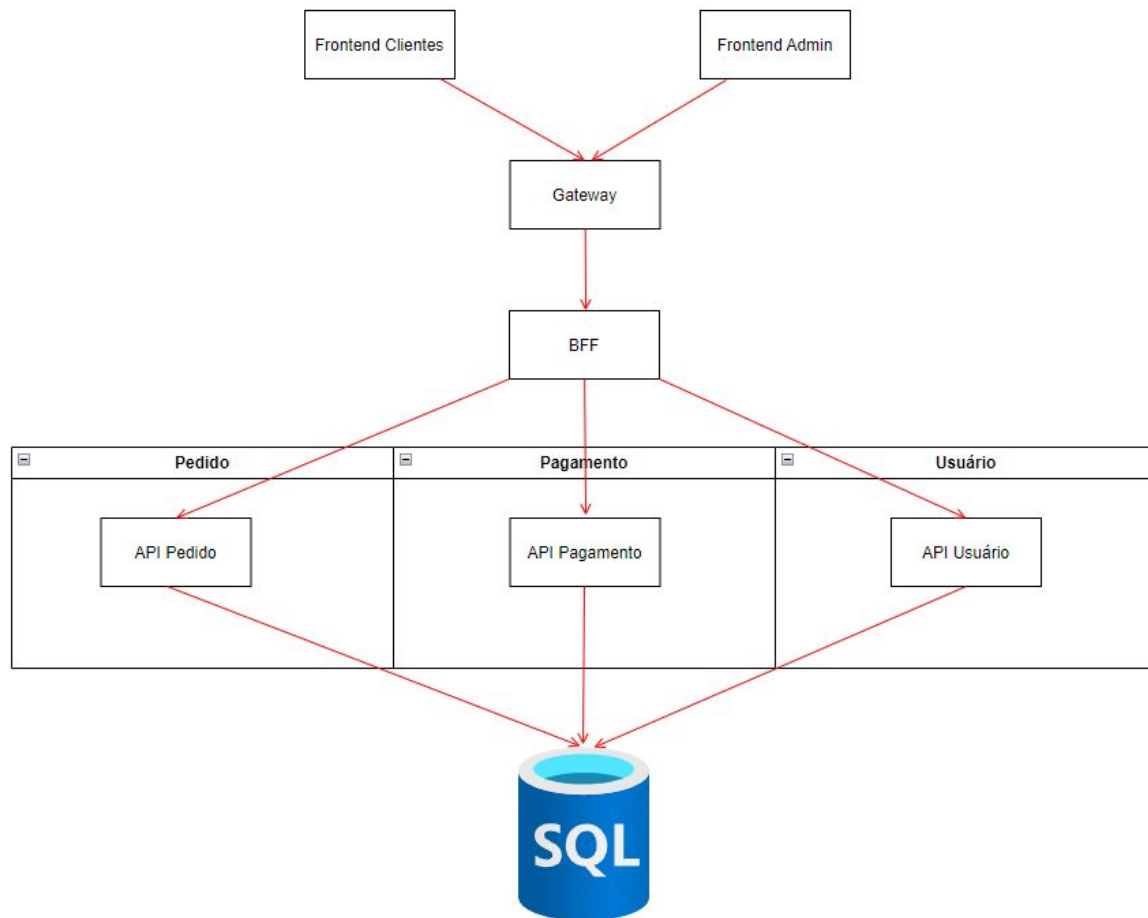 Frontend Clientes
Frontend Admin
Gateway
BFF
Pedido
Pagamento
Usuário
API Pedido
API Pagamento
API Usuário
SQL